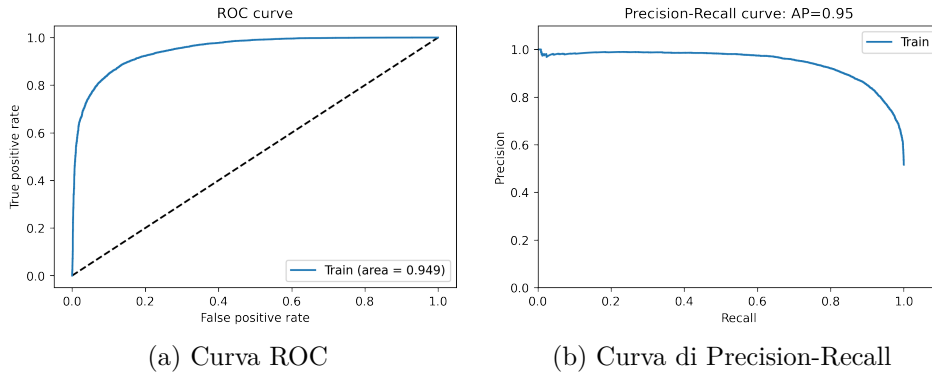 ROC curve
1.0
0.8
0.6
0.4
0.2
0.0
True positive rate
Train (area = 0.949)
0.0 0.2 0.4 0.6 0.8 1.0
False positive rate
(a) Curva ROC
Precision-Recall curve: AP=0.95
Train
1.0
0.8
0.6
0.4
0.2
0.0
Precision
0.0 0.2 0.4 0.6 0.8 1.0
Recall
(b) Curva di Precision-Recall